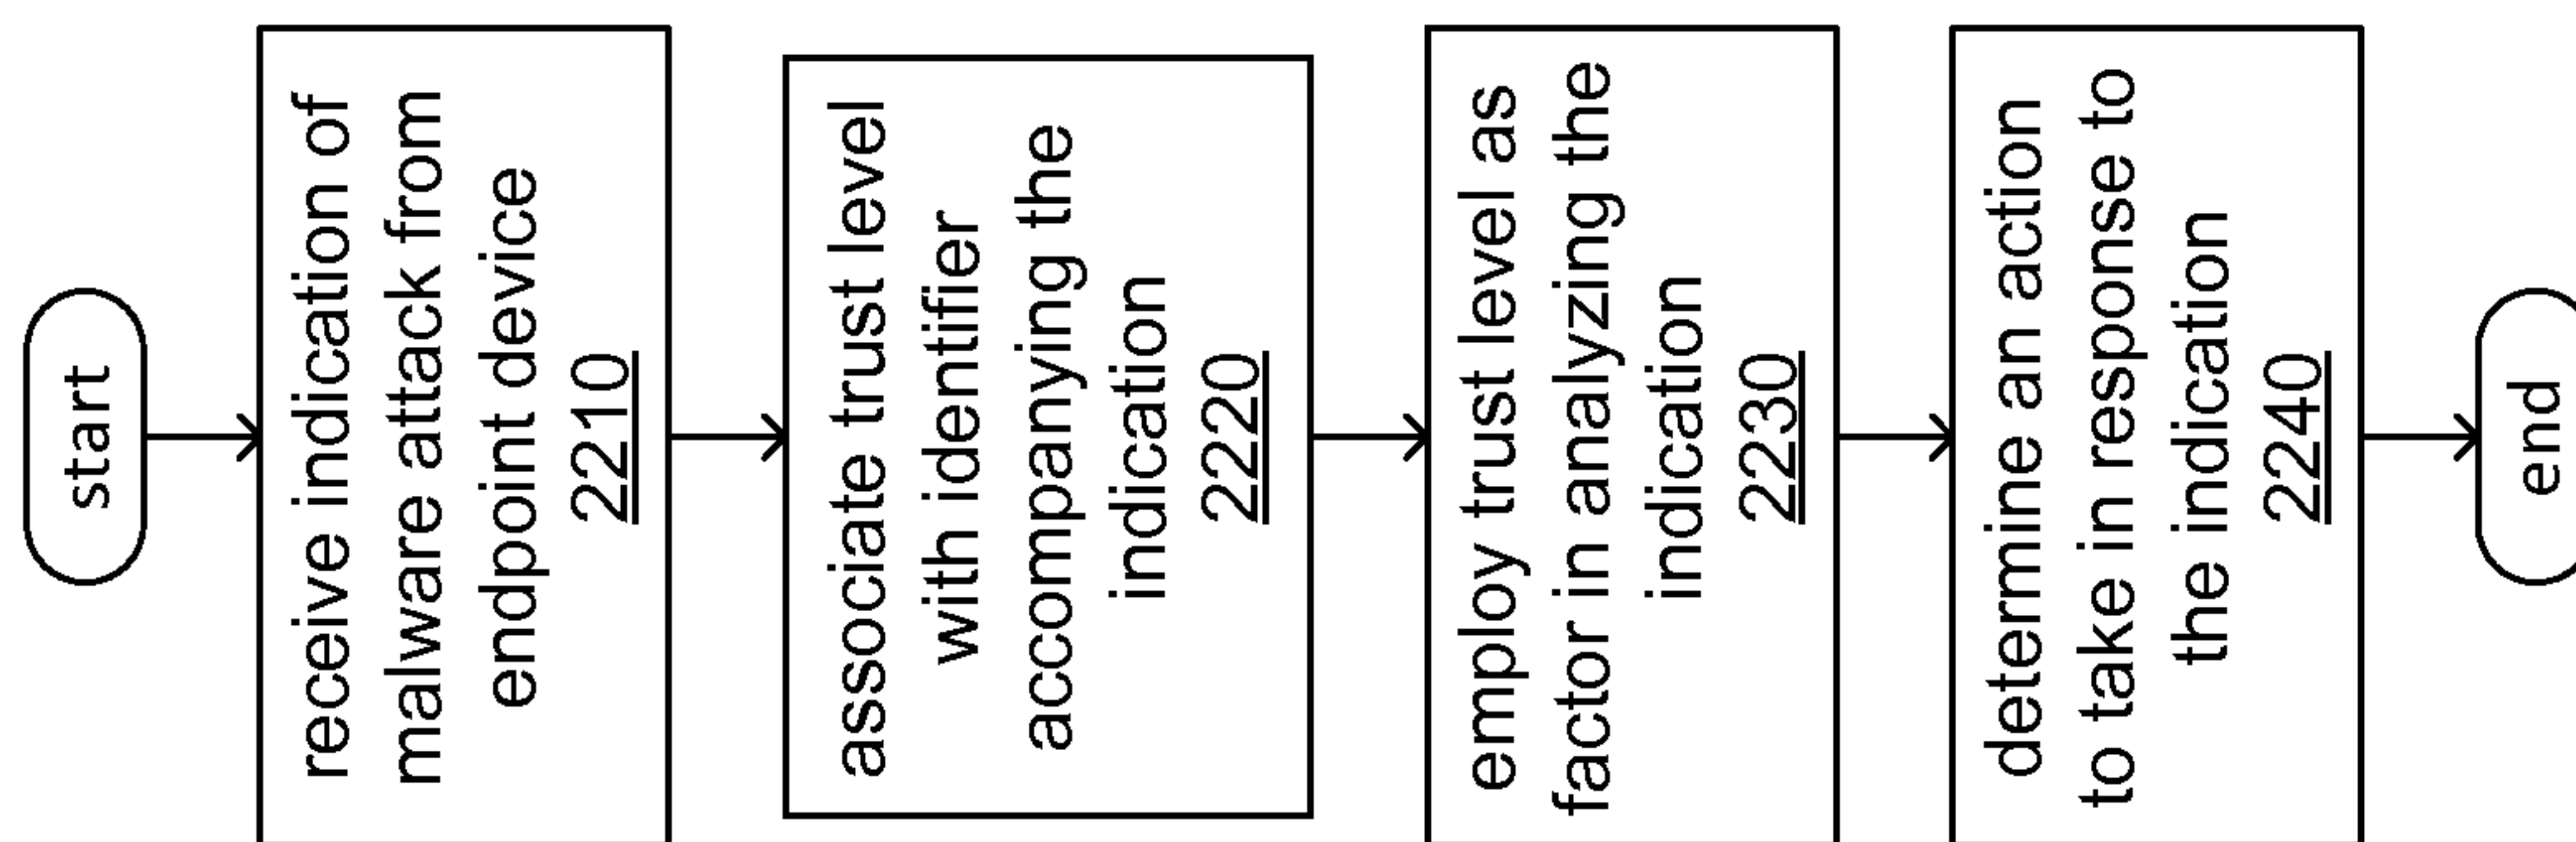 start
receive indication of
malware attack from
endpoint device
2210
associate trust level
with identifier
accompanying the
indication
2220
employ trust level as
factor in analyzing the
indication
2230
determine an action
to take in response to
the indication
2240
end